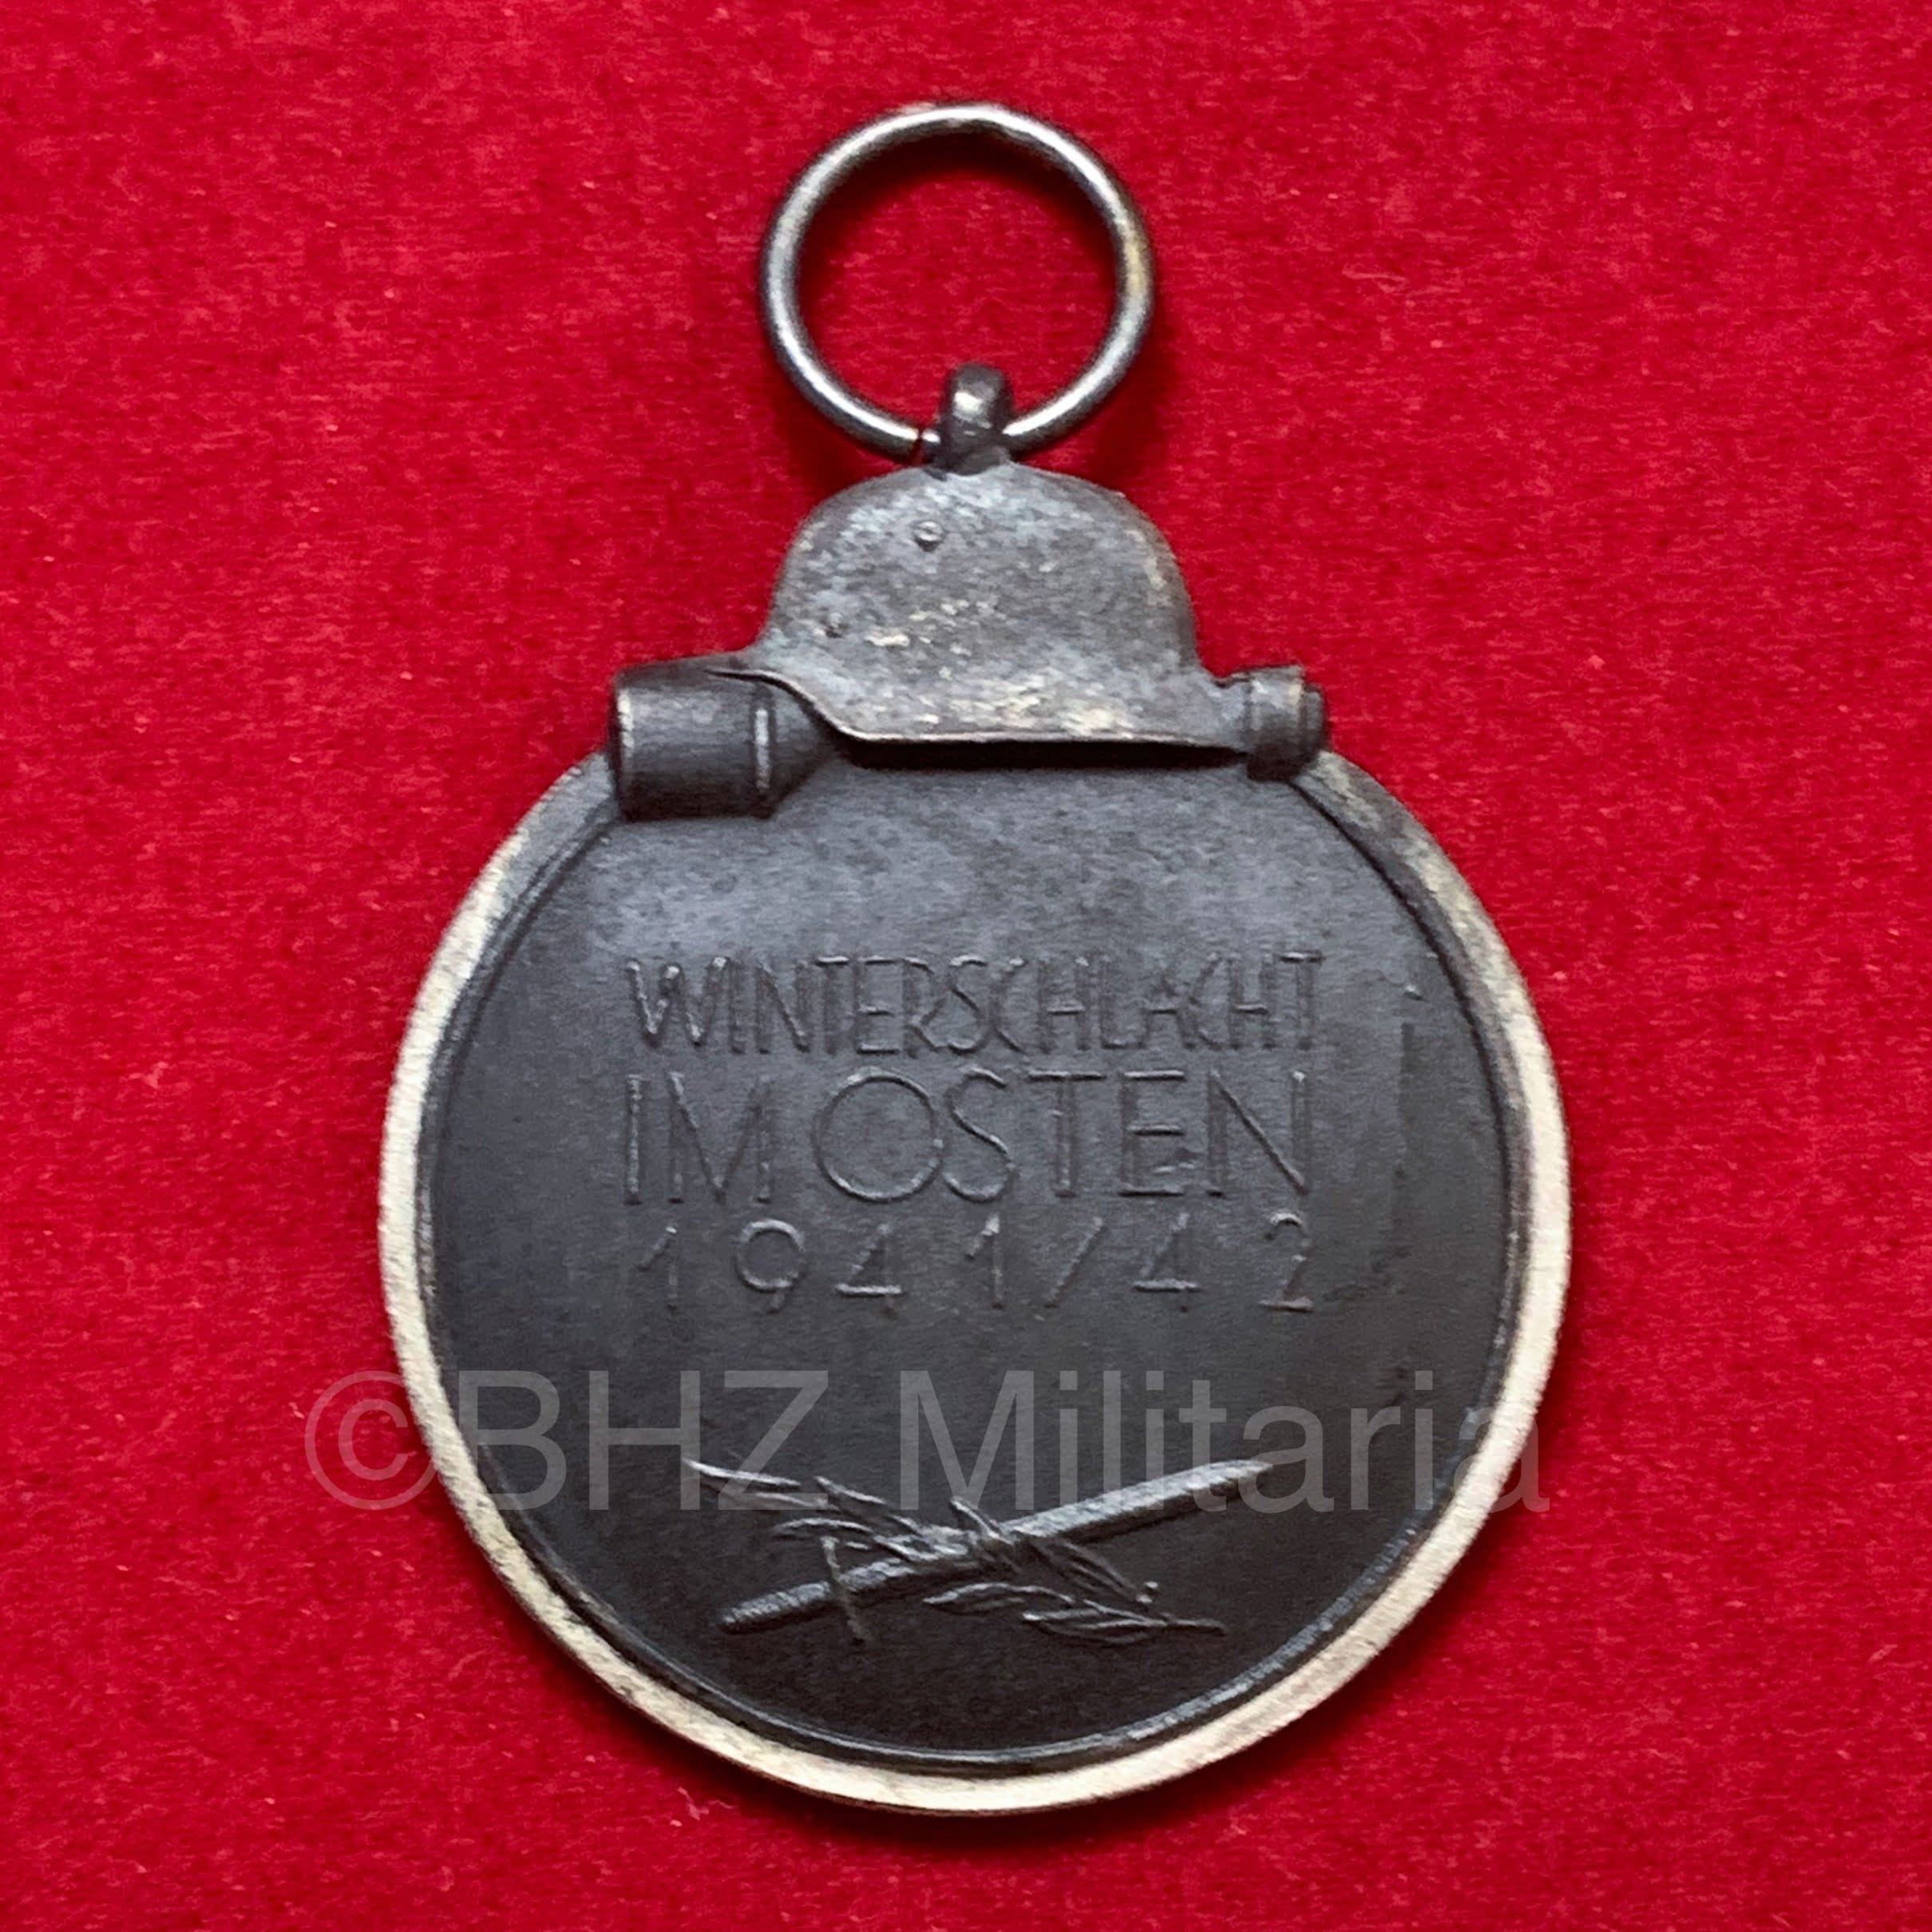 WINTERSCHLACHT
IM OSTEN
1941/42
©BHZ Militaria